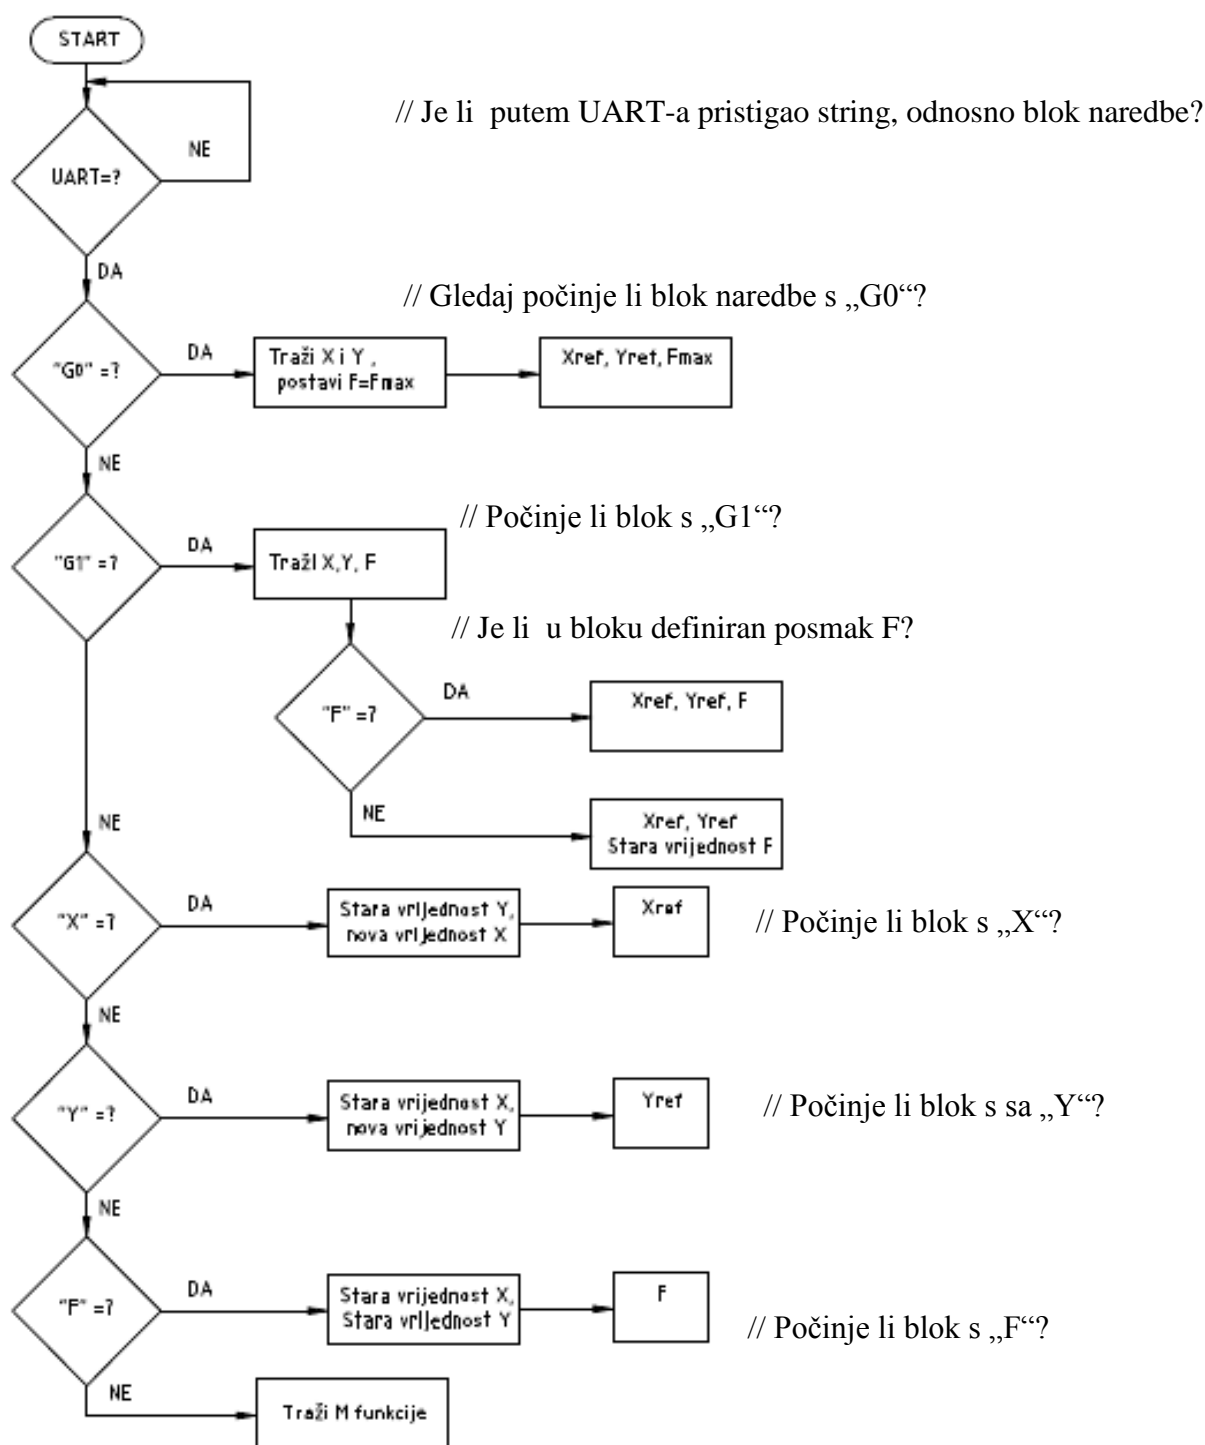 START
// Je li putem UART-a pristigao string, odnosno blok naredbe?
NE
UART=?
DA
// Gledaj počinje li blok naredbe s „G0“?
DA
"G0" =?
Traži X i Y ,
postavi F=Fmax
Xref, Yref, Fmax
NE
// Počinje li blok s „G1“?
DA
"G1" =?
Traži X,Y, F
// Je li u bloku definiran posmak F?
DA
"F" =?
Xref, Yref, F
NE
Xref, Yref
Stara vrijednost F
NE
DA
"X" =?
Stara vrijednost Y,
nova vrijednost X
Xref
// Počinje li blok s „X“?
NE
DA
"Y" =?
Stara vrijednost X,
nova vrijednost Y
Yref
// Počinje li blok s sa „Y“?
NE
DA
"F" =?
Stara vrijednost X,
Stara vrijednost Y
F
// Počinje li blok s „F“?
NE
Traži M funkcije